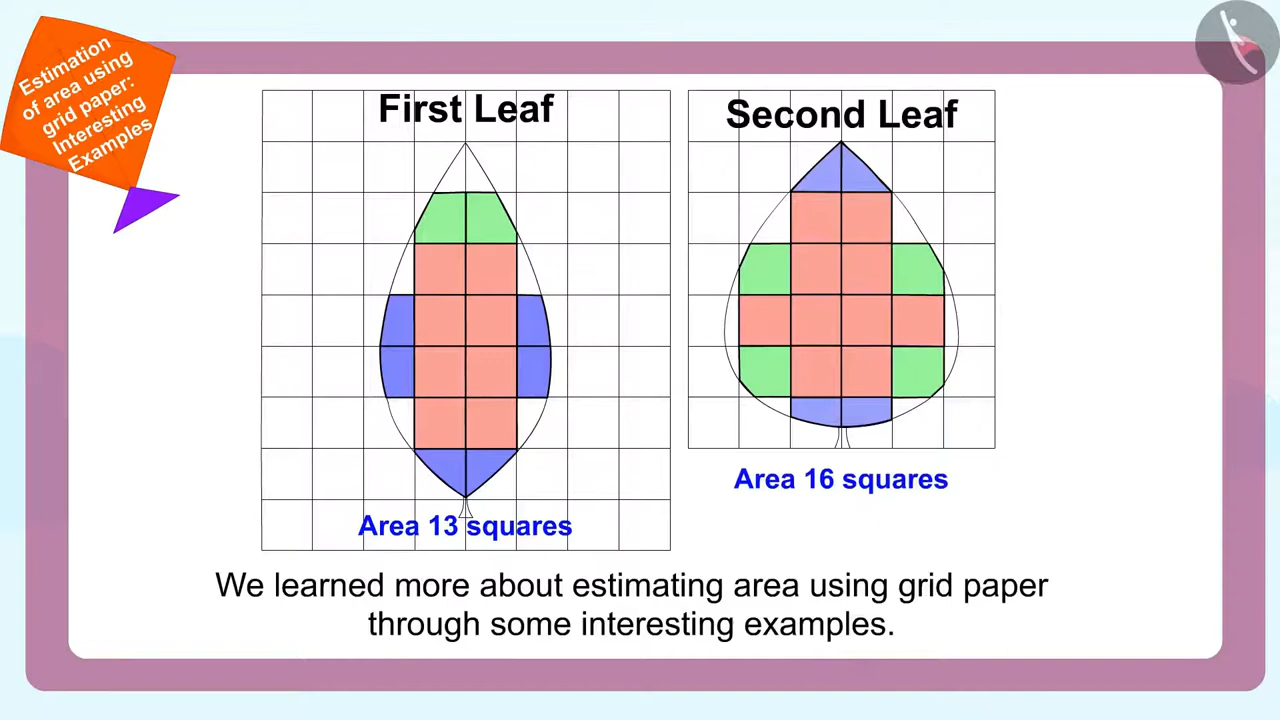 Estimation
of area using
grid paper:
Interesting
Examples
First Leaf
Second Leaf
Area 16 squares
Area 13 squares
We learned more about estimating area using grid paper
through some interesting examples.